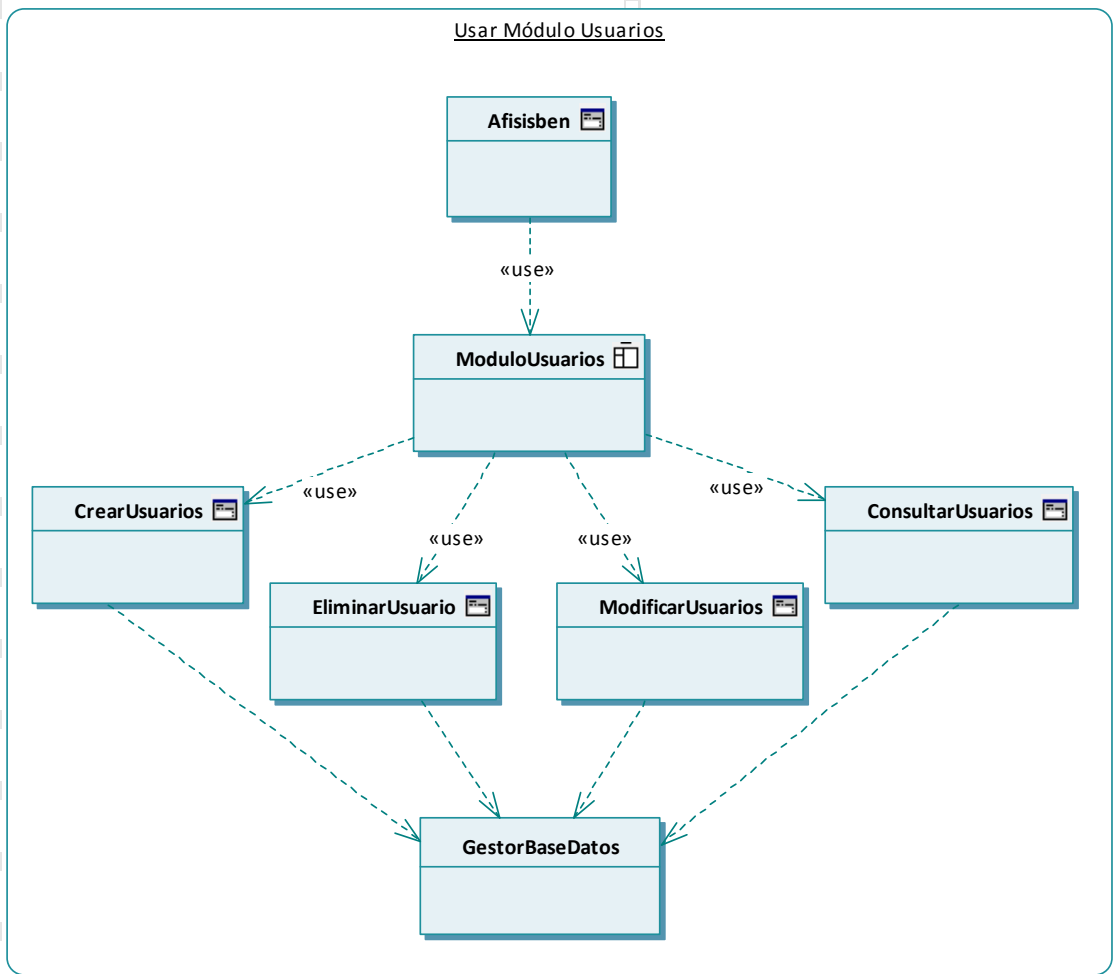 Usar Módulo Usuarios
Afisisben
«use»
ModuloUsuarios
«use»
«use»
CrearUsuarios
ConsultarUsuarios
«use»
«use»
EliminarUsuario
ModificarUsuarios
GestorBaseDatos